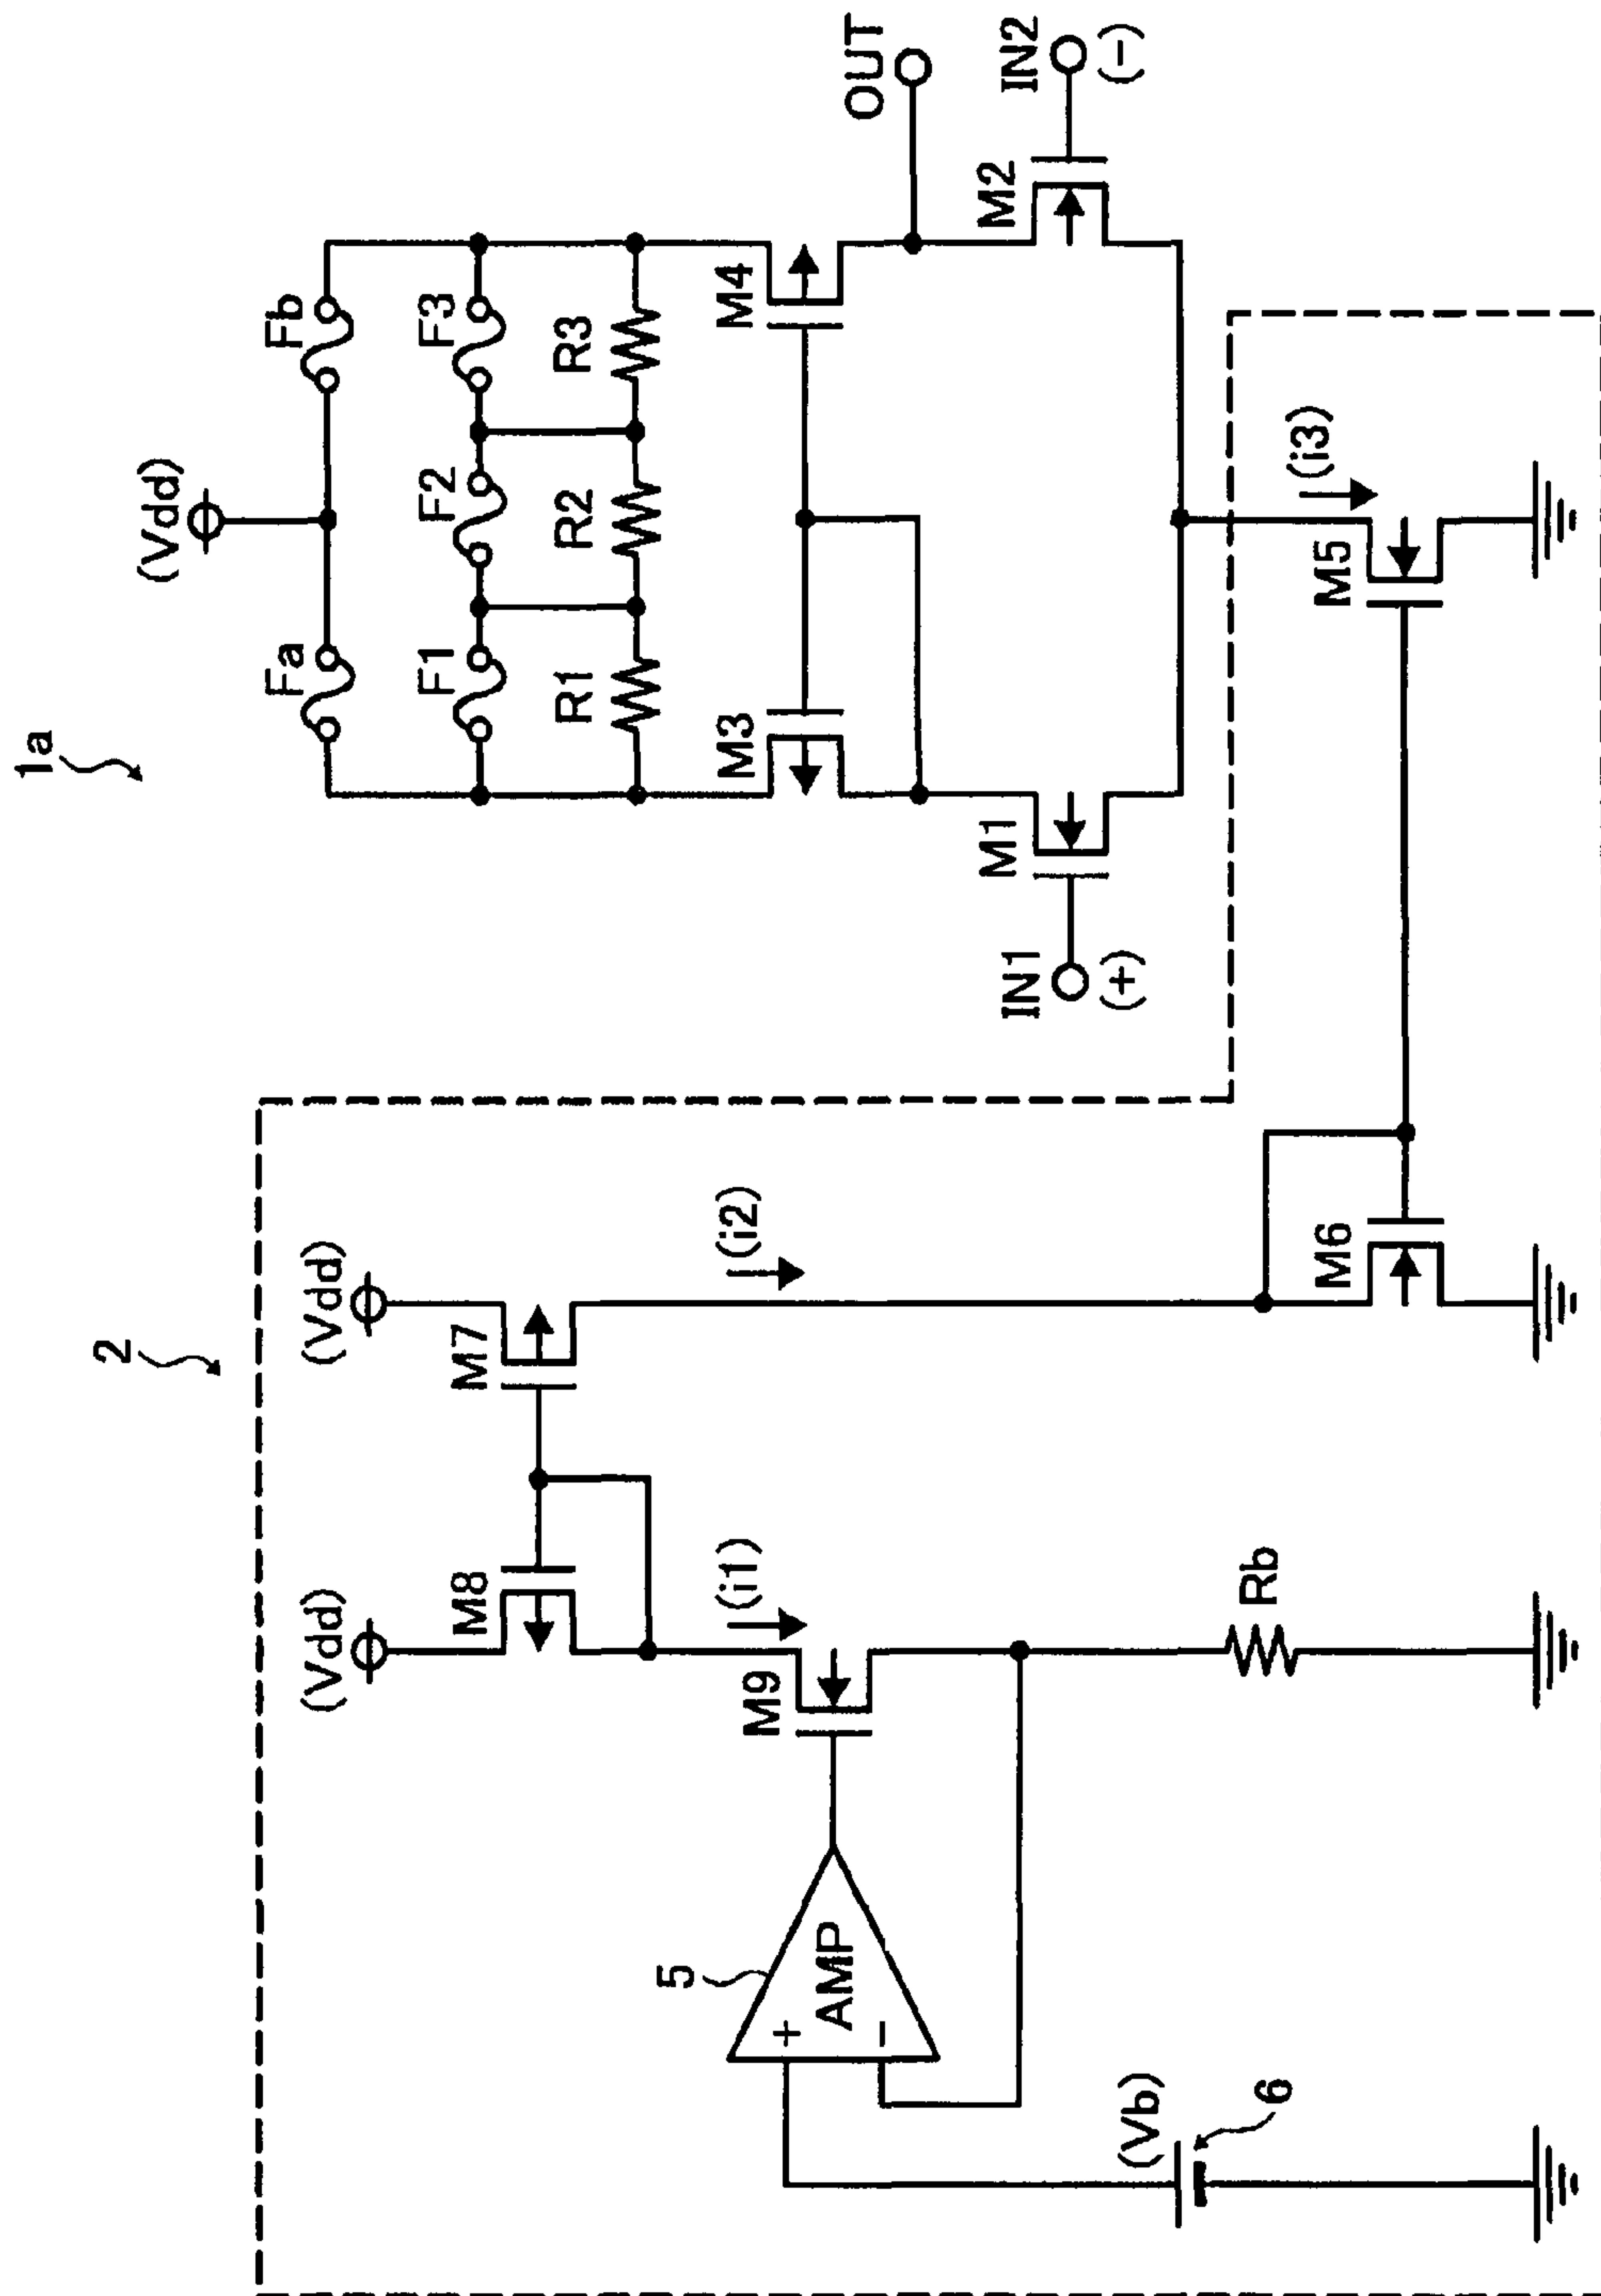 1a
(Vdd)
Fa
Fb
F1
F2
F3
R1
R2
R3
M3
M4
OUT
M1
M2
IN1
(+)
IN2
(-)
(i3)
M5
2
(Vdd)
(Vdd)
M8
M7
(i1)
(i2)
M9
5
AMP
+
-
Rb
M6
(Vb)
6